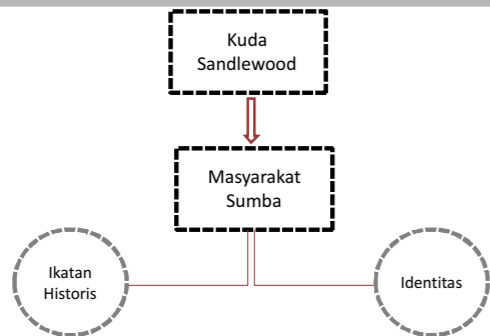 Kuda
Sandlewood
Masyarakat
Sumba
Ikatan
Historis
Identitas